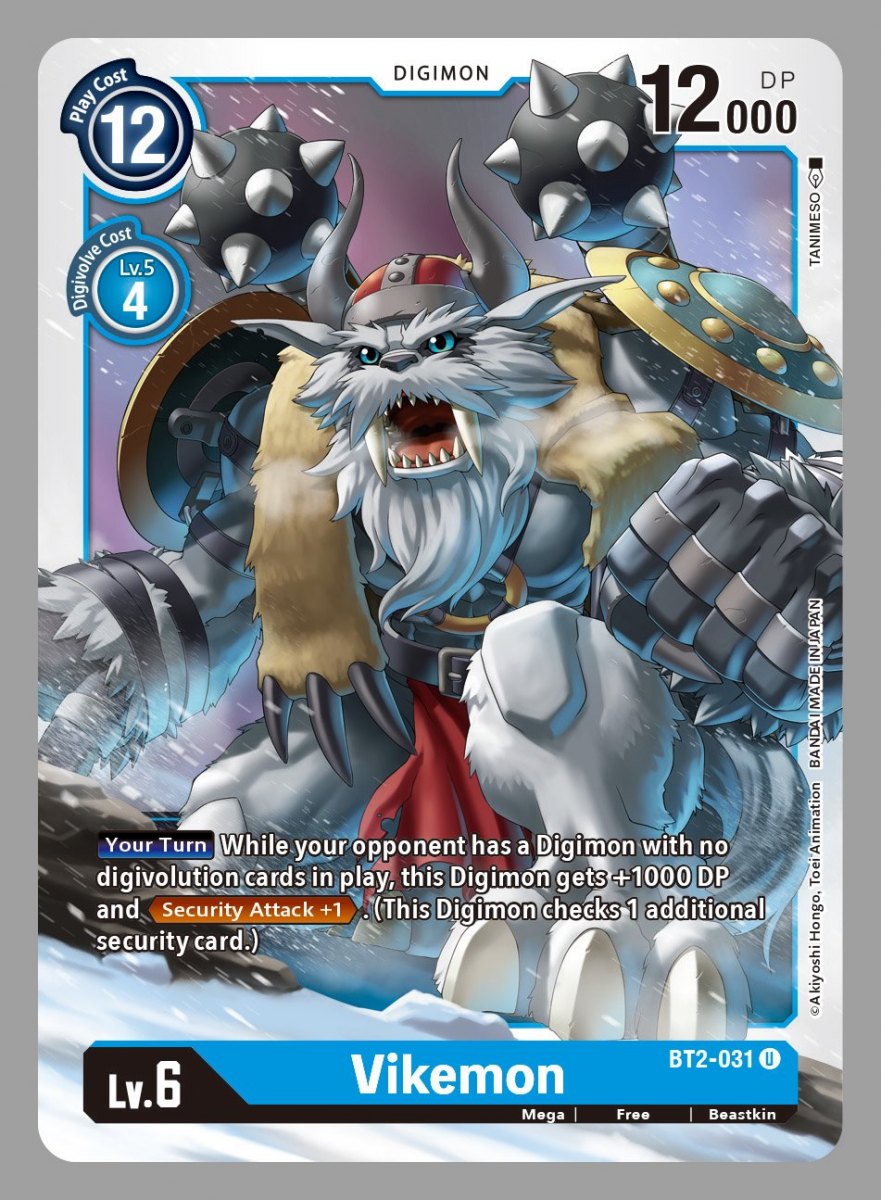 DIGIMON
Play Cost
12
12000
DP
Digivolve Cost
Lv.5
4
TANIMESO
©Akiyoshi Hongo, Toei Animation BANDAI MADE IN JAPAN
Your Turn While your opponent has a Digimon with no
digivolution cards in play, this Digimon gets +1000 DP
and Security Attack +1 . (This Digimon checks 1 additional
security card.)
Lv.6
Vikemon
BT2-031 U
Mega | Free | Beastkin